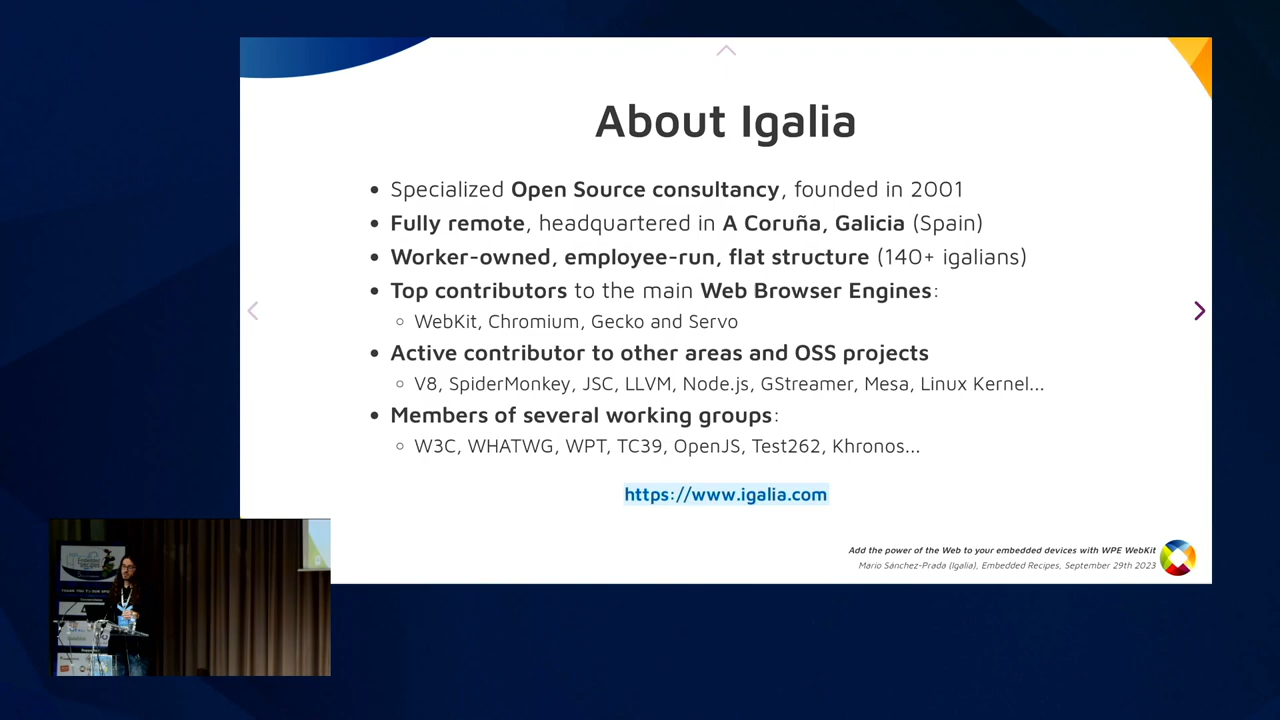 About Igalia
• Specialized Open Source consultancy, founded in 2001
• Fully remote, headquartered in A Coruña, Galicia (Spain)
• Worker-owned, employee-run, flat structure (140+ igalians)
• Top contributors to the main Web Browser Engines:
◦ WebKit, Chromium, Gecko and Servo
• Active contributor to other areas and OSS projects
◦ V8, SpiderMonkey, JSC, LLVM, Node.js, GStreamer, Mesa, Linux Kernel...
• Members of several working groups:
◦ W3C, WHATWG, WPT, TC39, OpenJS, Test262, Khronos...
https://www.igalia.com
Add the power of the Web to your embedded devices with WPE WebKit
Mario Sánchez-Prada (Igalia), Embedded Recipes, September 29th 2023